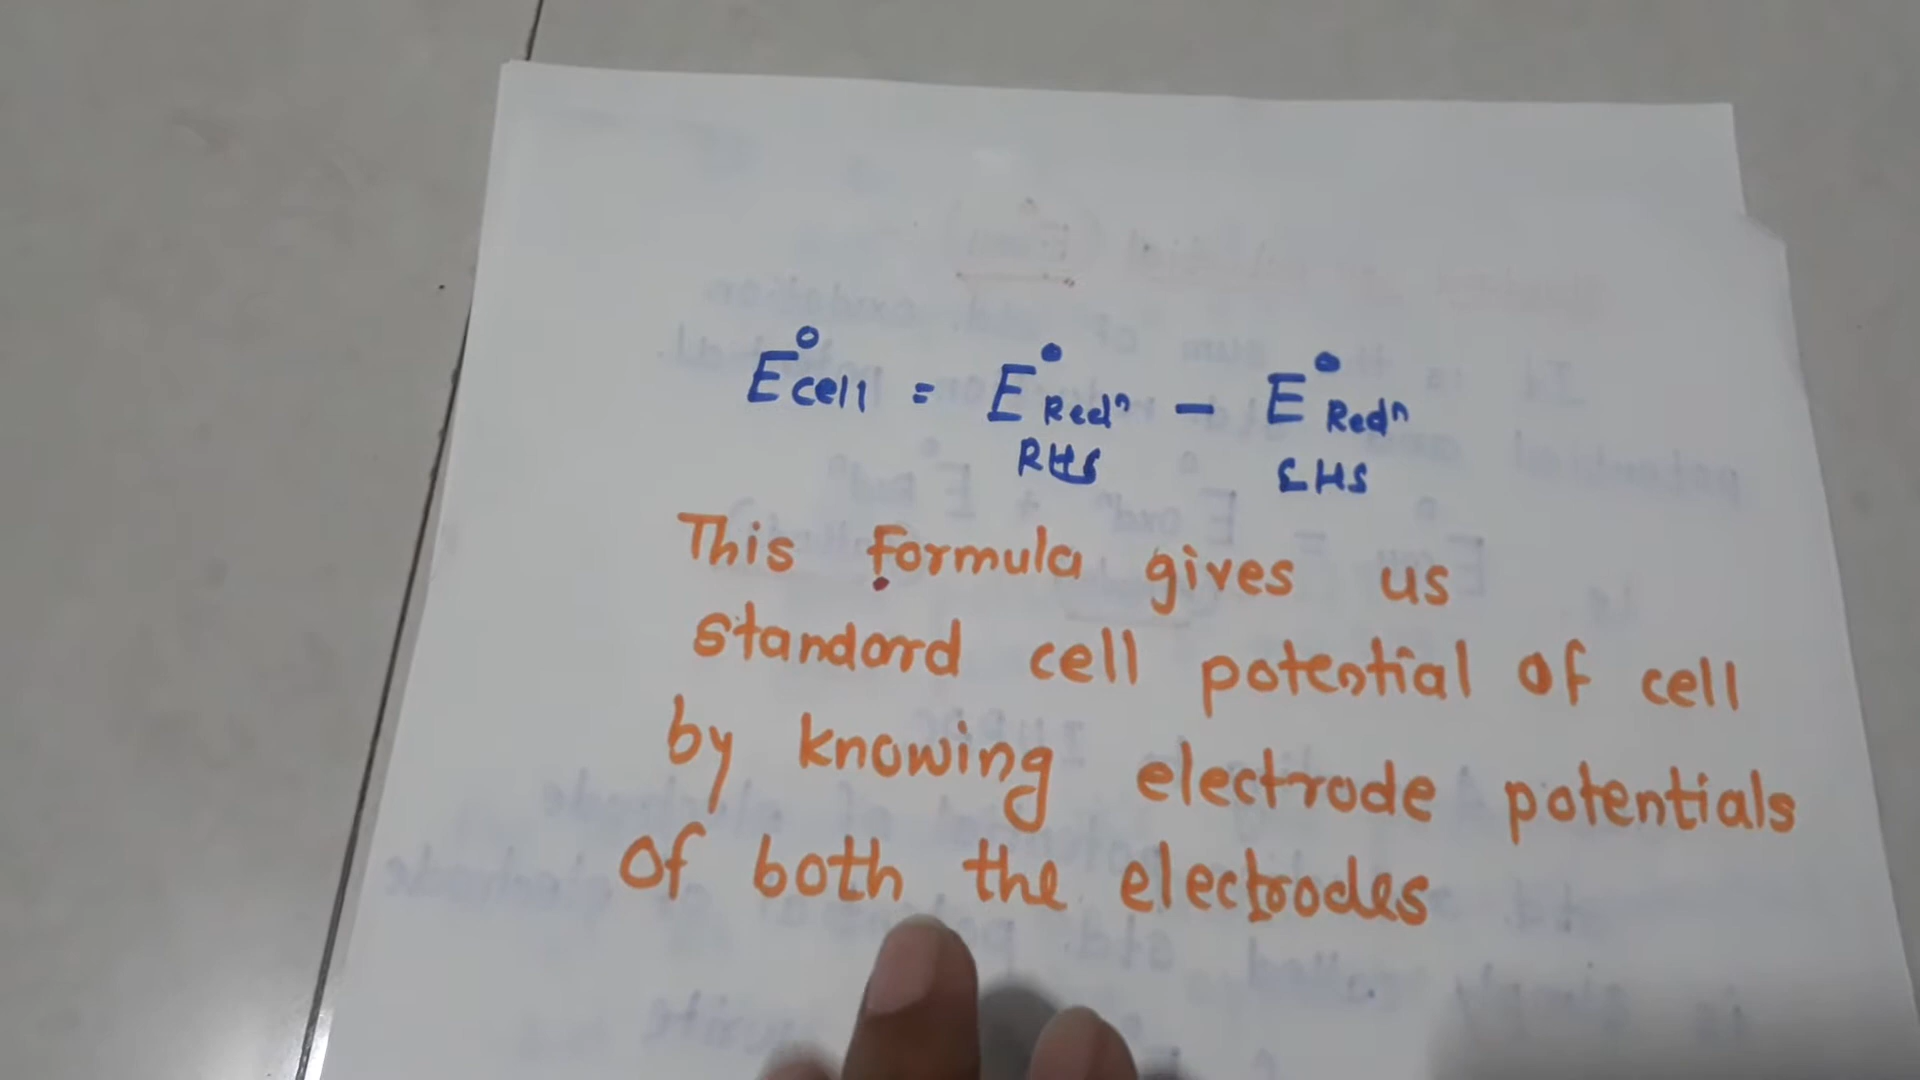 E°cell = E°Redⁿ − E°Redⁿ
RHS LHS
This formula gives us
standard cell potential of cell
by knowing electrode potentials
of both the electrodes